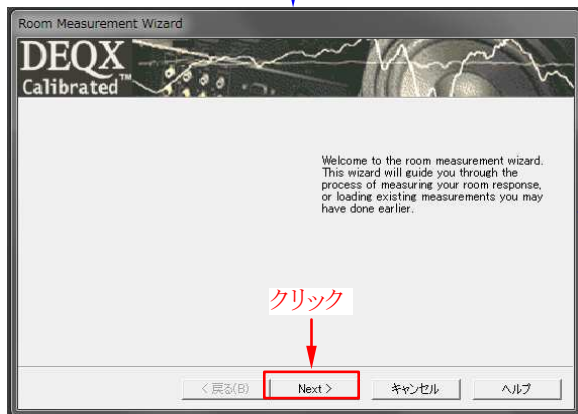 Room Measurement Wizard
DEQX
Calibrated™
Welcome to the room measurement wizard.
This wizard will guide you through the
process of measuring your room response,
or loading existing measurements you may
have done earlier.
クリック
< 戻る(B)
Next >
キャンセル
ヘルプ